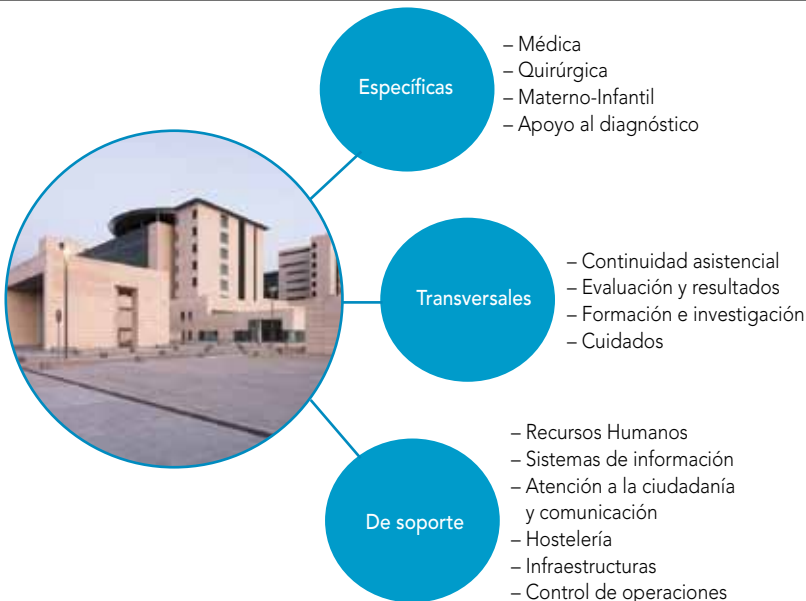 Específicas
– Médica
– Quirúrgica
– Materno-Infantil
– Apoyo al diagnóstico
Transversales
– Continuidad asistencial
– Evaluación y resultados
– Formación e investigación
– Cuidados
De soporte
– Recursos Humanos
– Sistemas de información
– Atención a la ciudadanía
y comunicación
– Hostelería
– Infraestructuras
– Control de operaciones